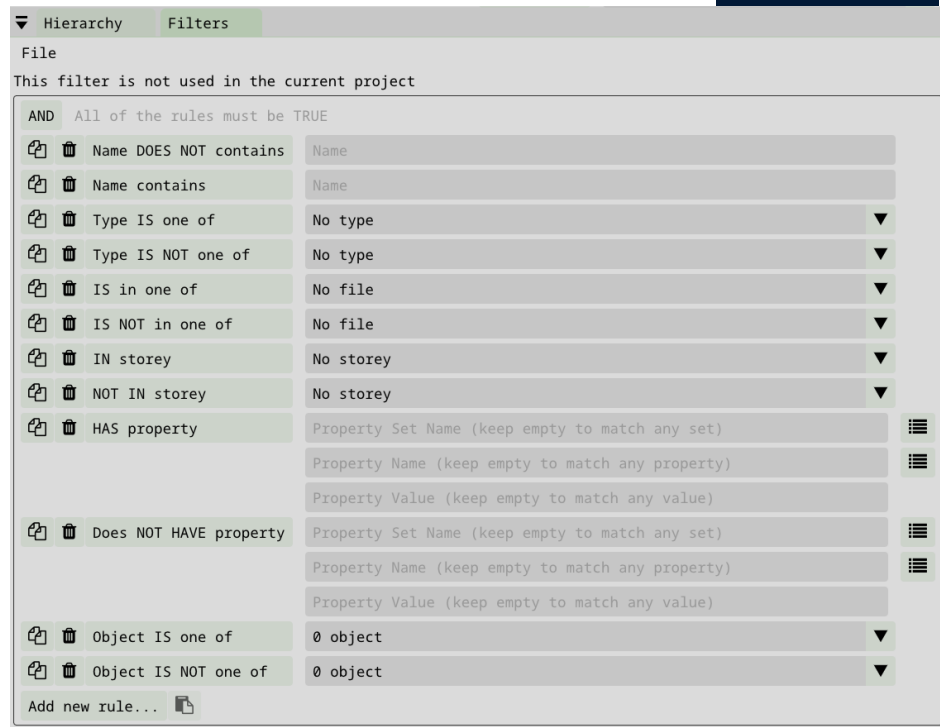 Hierarchy Filters
File
This filter is not used in the current project
AND All of the rules must be TRUE
Name DOES NOT contains Name
Name contains Name
Type IS one of No type
Type IS NOT one of No type
IS in one of No file
IS NOT in one of No file
IN storey No storey
NOT IN storey No storey
HAS property Property Set Name (keep empty to match any set)
Property Name (keep empty to match any property)
Property Value (keep empty to match any value)
Does NOT HAVE property Property Set Name (keep empty to match any set)
Property Name (keep empty to match any property)
Property Value (keep empty to match any value)
Object IS one of 0 object
Object IS NOT one of 0 object
Add new rule...